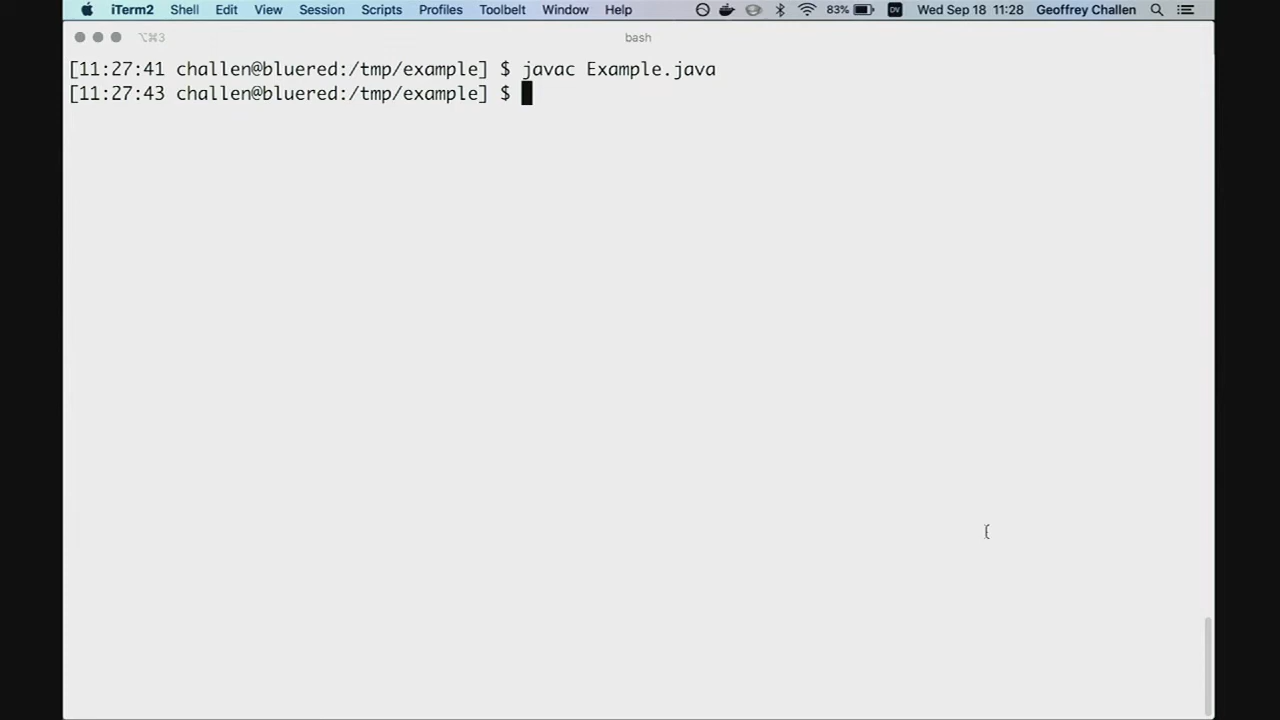 iTerm2 Shell Edit View Session Scripts Profiles Toolbelt Window Help 83% DV Wed Sep 18 11:28 Geoffrey Challen
⌥⌘3 bash
[11:27:41 challen@bluered:/tmp/example] $ javac Example.java
[11:27:43 challen@bluered:/tmp/example] $